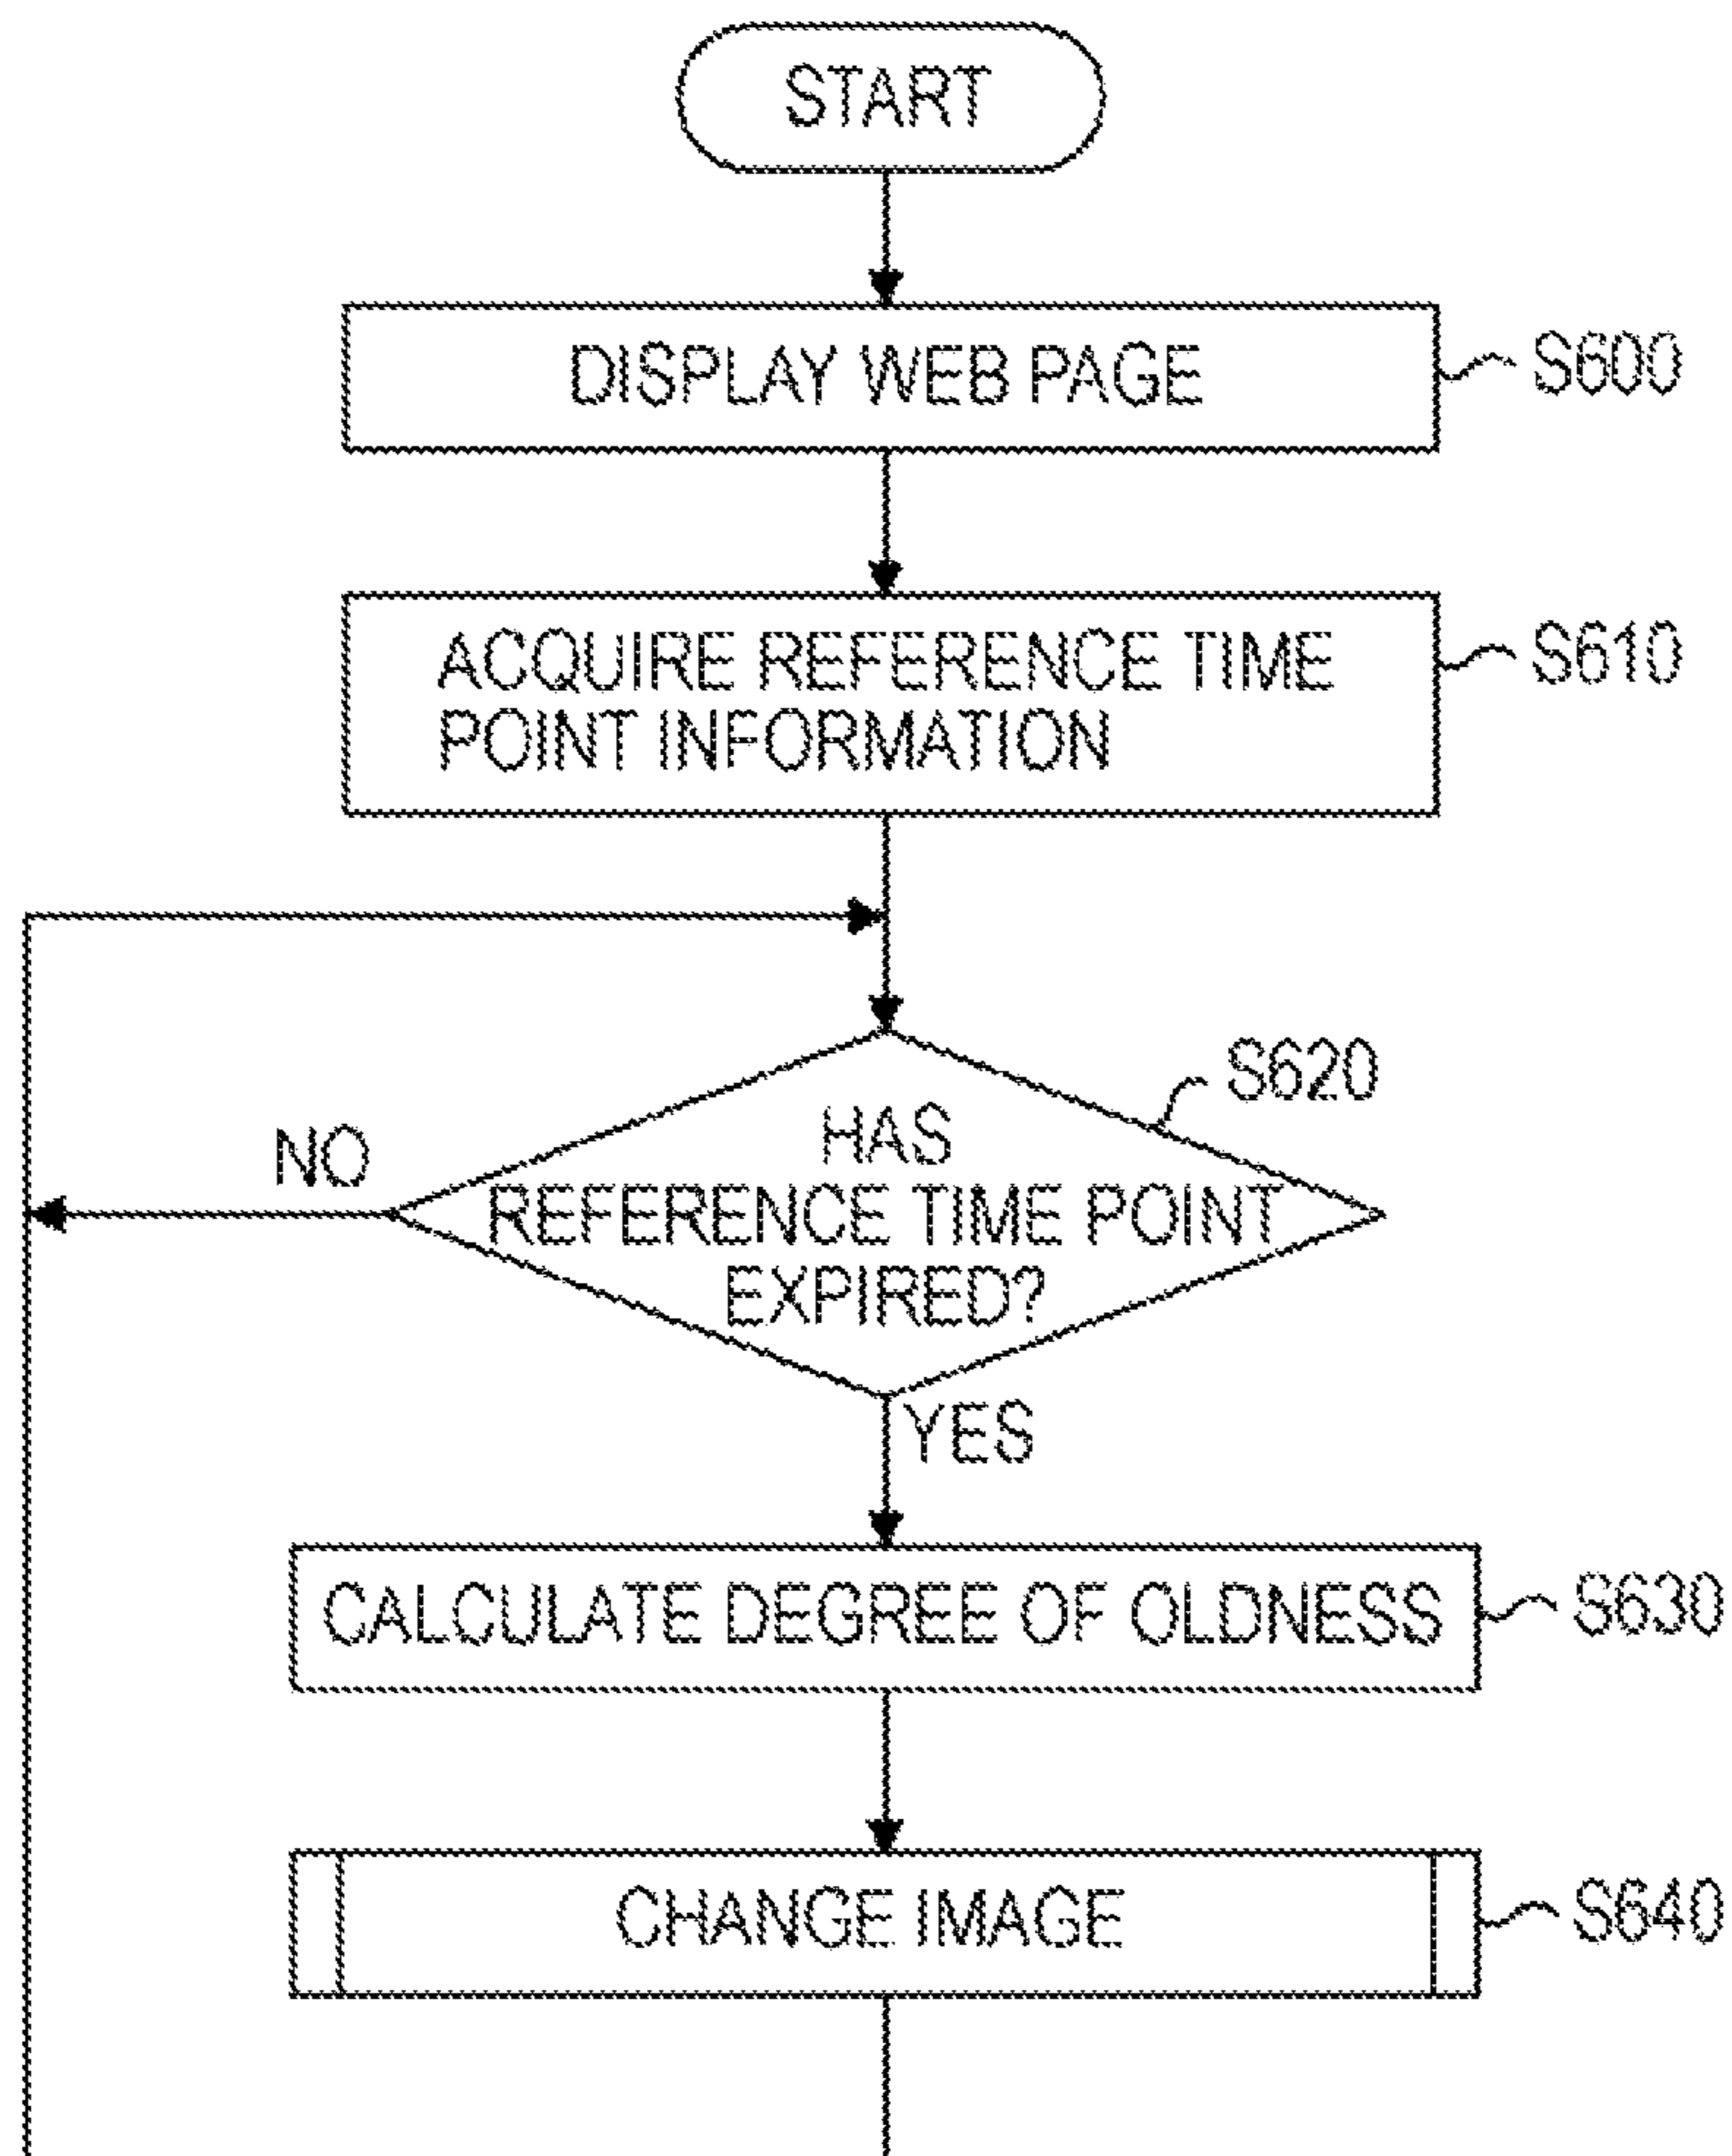 START
DISPLAY WEB PAGE
S600
ACQUIRE REFERENCE TIME
POINT INFORMATION
S610
S620
HAS
REFERENCE TIME POINT
EXPIRED?
NO
YES
CALCULATE DEGREE OF OLDNESS
S630
CHANGE IMAGE
S640